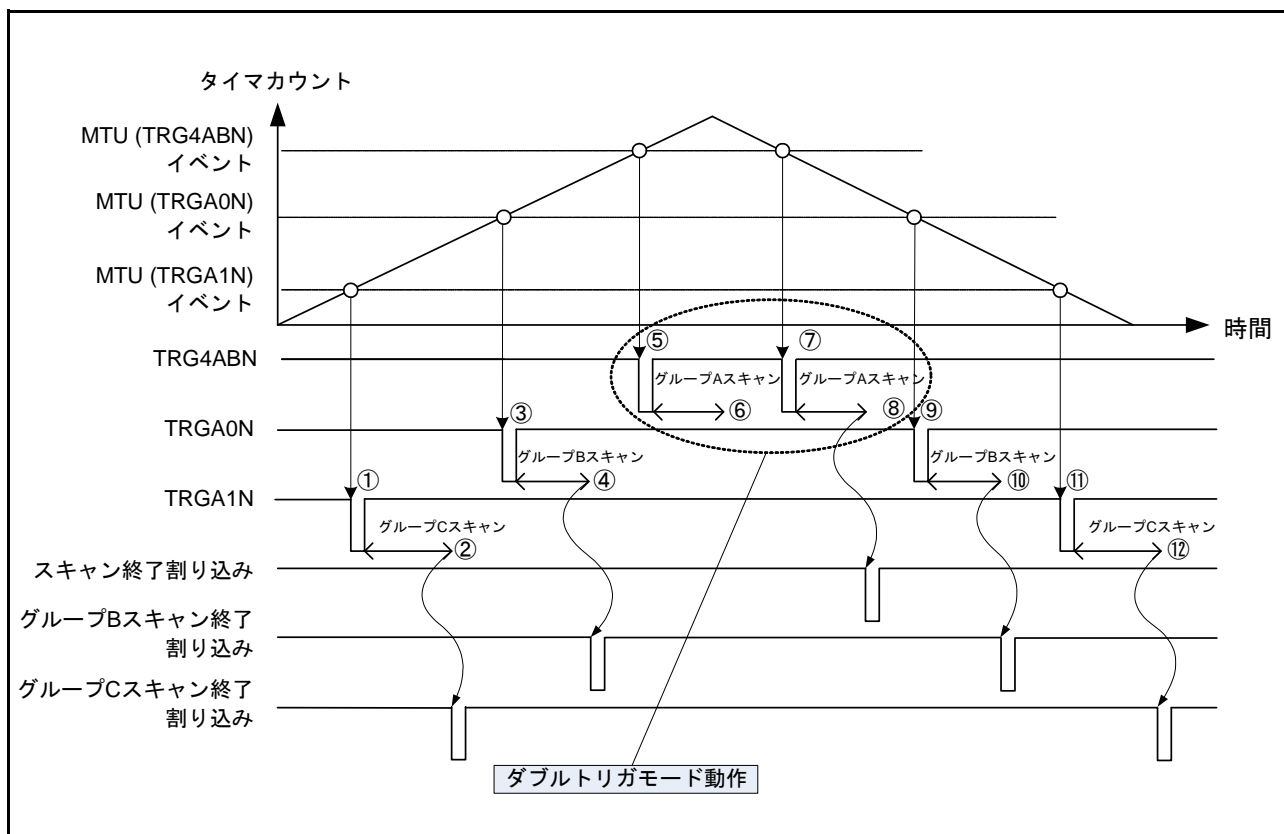 タイマカウント
MTU (TRG4ABN)
イベント
MTU (TRGA0N)
イベント
MTU (TRGA1N)
イベント
時間
TRG4ABN
⑤
⑦
グループAスキャン
グループAスキャン
⑥
⑧
TRGA0N
③
⑨
グループBスキャン
グループBスキャン
④
⑩
TRGA1N
①
⑪
グループCスキャン
グループCスキャン
②
⑫
スキャン終了割り込み
グループBスキャン終了
割り込み
グループCスキャン終了
割り込み
ダブルトリガモード動作